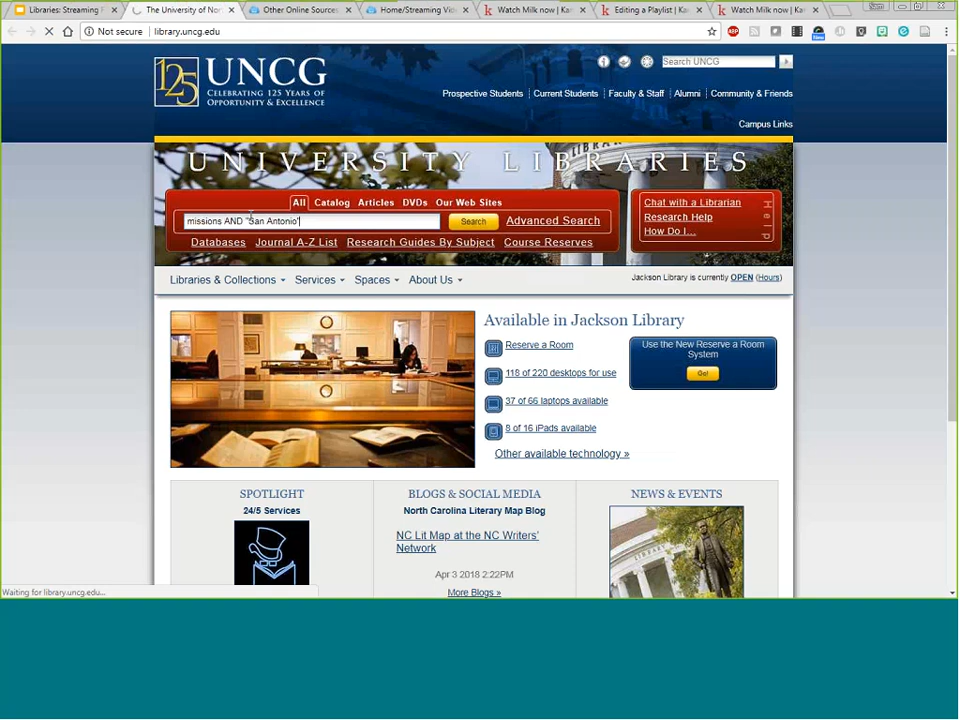 Libraries: Streaming
The University of Nor
Other Online Sources
Home/Streaming Vid
Watch Milk now | Kan
Editing a Playlist | Kan
Watch Milk now | Kan
Sam
Not secure library.uncg.edu
125 UNCG
CELEBRATING 125 YEARS OF
OPPORTUNITY & EXCELLENCE
Search UNCG
Prospective Students Current Students Faculty & Staff Alumni Community & Friends
Campus Links
UNIVERSITY LIBRARIES
All Catalog Articles DVDs Our Web Sites
missions AND "San Antonio" Search Advanced Search
Databases Journal A-Z List Research Guides By Subject Course Reserves
Chat with a Librarian
Research Help
How Do I...
Help
Libraries & Collections Services Spaces About Us
Jackson Library is currently OPEN (Hours)
Available in Jackson Library
Reserve a Room
118 of 220 desktops for use
37 of 66 laptops available
8 of 16 iPads available
Other available technology »
Use the New Reserve a Room
System
Go!
SPOTLIGHT
24/5 Services
BLOGS & SOCIAL MEDIA
North Carolina Literary Map Blog
NC Lit Map at the NC Writers'
Network
Apr 3 2018 2:22PM
More Blogs »
NEWS & EVENTS
LIBRARY
Waiting for library.uncg.edu...